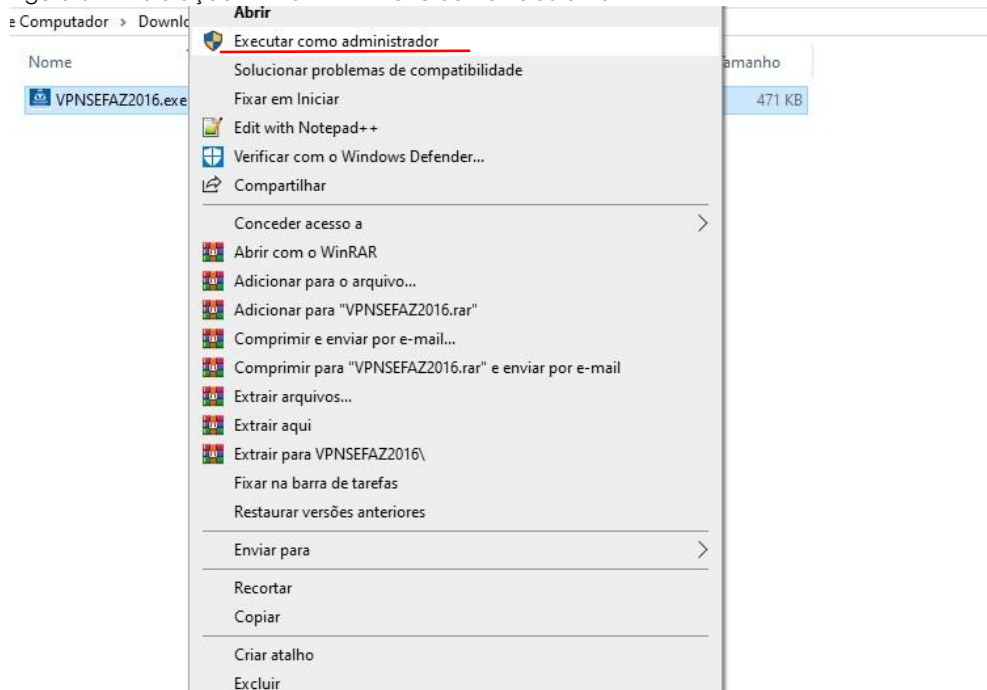 Abrir
e Computador > Downlo
Executar como administrador
Nome
amanho
Solucionar problemas de compatibilidade
VPNSEFAZ2016.exe
471 KB
Fixar em Iniciar
Edit with Notepad++
Verificar com o Windows Defender...
Compartilhar
Conceder acesso a
Abrir com o WinRAR
Adicionar para o arquivo...
Adicionar para "VPNSEFAZ2016.rar"
Comprimir e enviar por e-mail...
Comprimir para "VPNSEFAZ2016.rar" e enviar por e-mail
Extrair arquivos...
Extrair aqui
Extrair para VPNSEFAZ2016\
Fixar na barra de tarefas
Restaurar versões anteriores
Enviar para
Recortar
Copiar
Criar atalho
Excluir